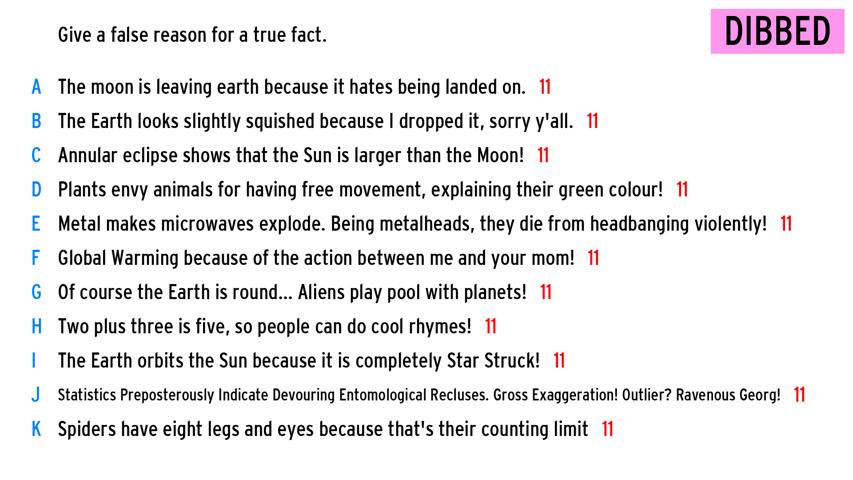 Give a false reason for a true fact.
DIBBED
A The moon is leaving earth because it hates being landed on. 11
B The Earth looks slightly squished because I dropped it, sorry y'all. 11
C Annular eclipse shows that the Sun is larger than the Moon! 11
D Plants envy animals for having free movement, explaining their green colour! 11
E Metal makes microwaves explode. Being metalheads, they die from headbanging violently! 11
F Global Warming because of the action between me and your mom! 11
G Of course the Earth is round... Aliens play pool with planets! 11
H Two plus three is five, so people can do cool rhymes! 11
I The Earth orbits the Sun because it is completely Star Struck! 11
J Statistics Preposterously Indicate Devouring Entomological Recluses. Gross Exaggeration! Outlier? Ravenous Georg! 11
K Spiders have eight legs and eyes because that's their counting limit 11